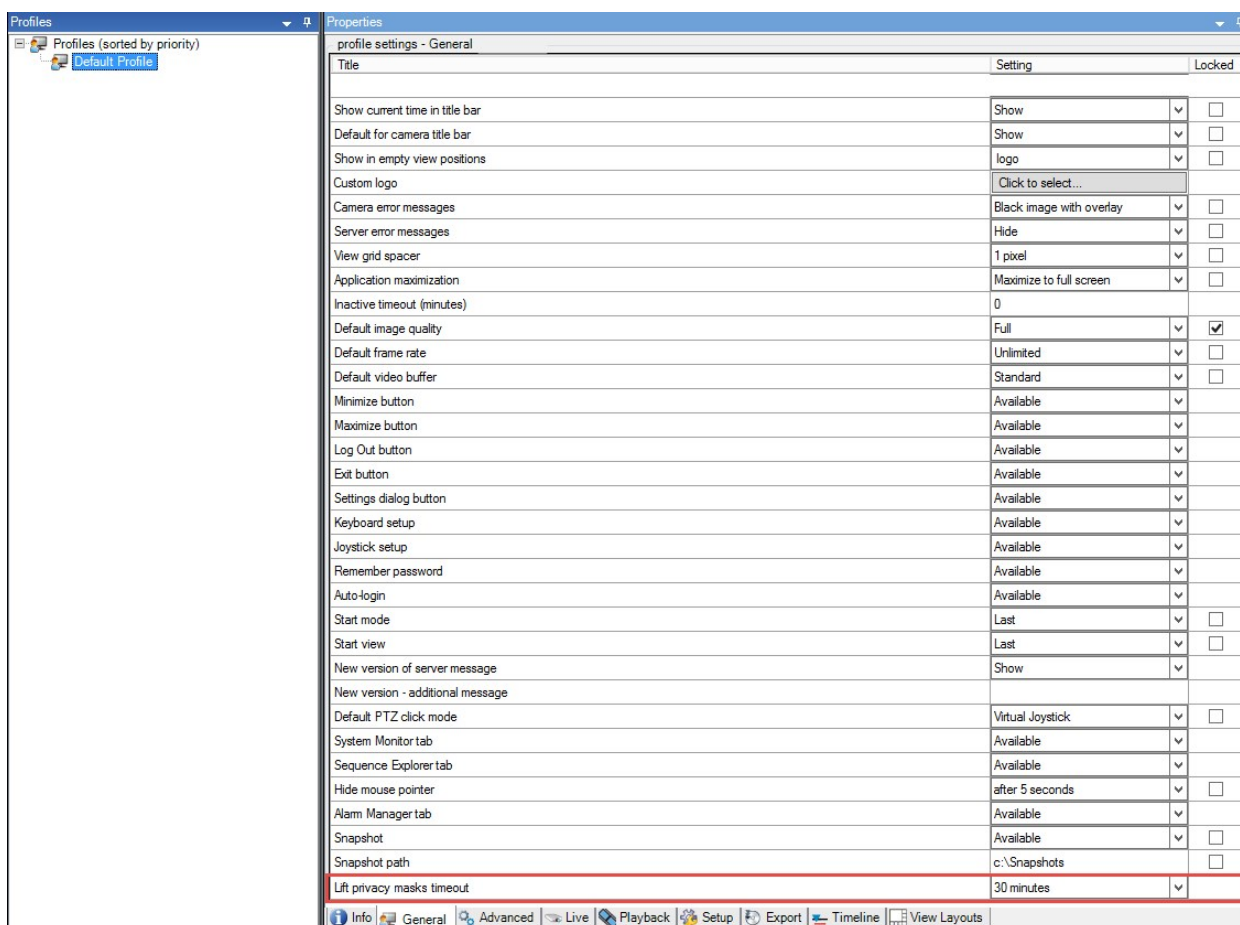 Profiles
Profiles (sorted by priority)
Default Profile
Properties
profile settings - General
Title Setting Locked
Show current time in title bar Show
Default for camera title bar Show
Show in empty view positions logo
Custom logo Click to select...
Camera error messages Black image with overlay
Server error messages Hide
View grid spacer 1 pixel
Application maximization Maximize to full screen
Inactive timeout (minutes) 0
Default image quality Full
Default frame rate Unlimited
Default video buffer Standard
Minimize button Available
Maximize button Available
Log Out button Available
Exit button Available
Settings dialog button Available
Keyboard setup Available
Joystick setup Available
Remember password Available
Auto-login Available
Start mode Last
Start view Last
New version of server message Show
New version - additional message
Default PTZ click mode Virtual Joystick
System Monitor tab Available
Sequence Explorer tab Available
Hide mouse pointer after 5 seconds
Alarm Manager tab Available
Snapshot Available
Snapshot path c:\Snapshots
Lift privacy masks timeout 30 minutes
Info General Advanced Live Playback Setup Export Timeline View Layouts